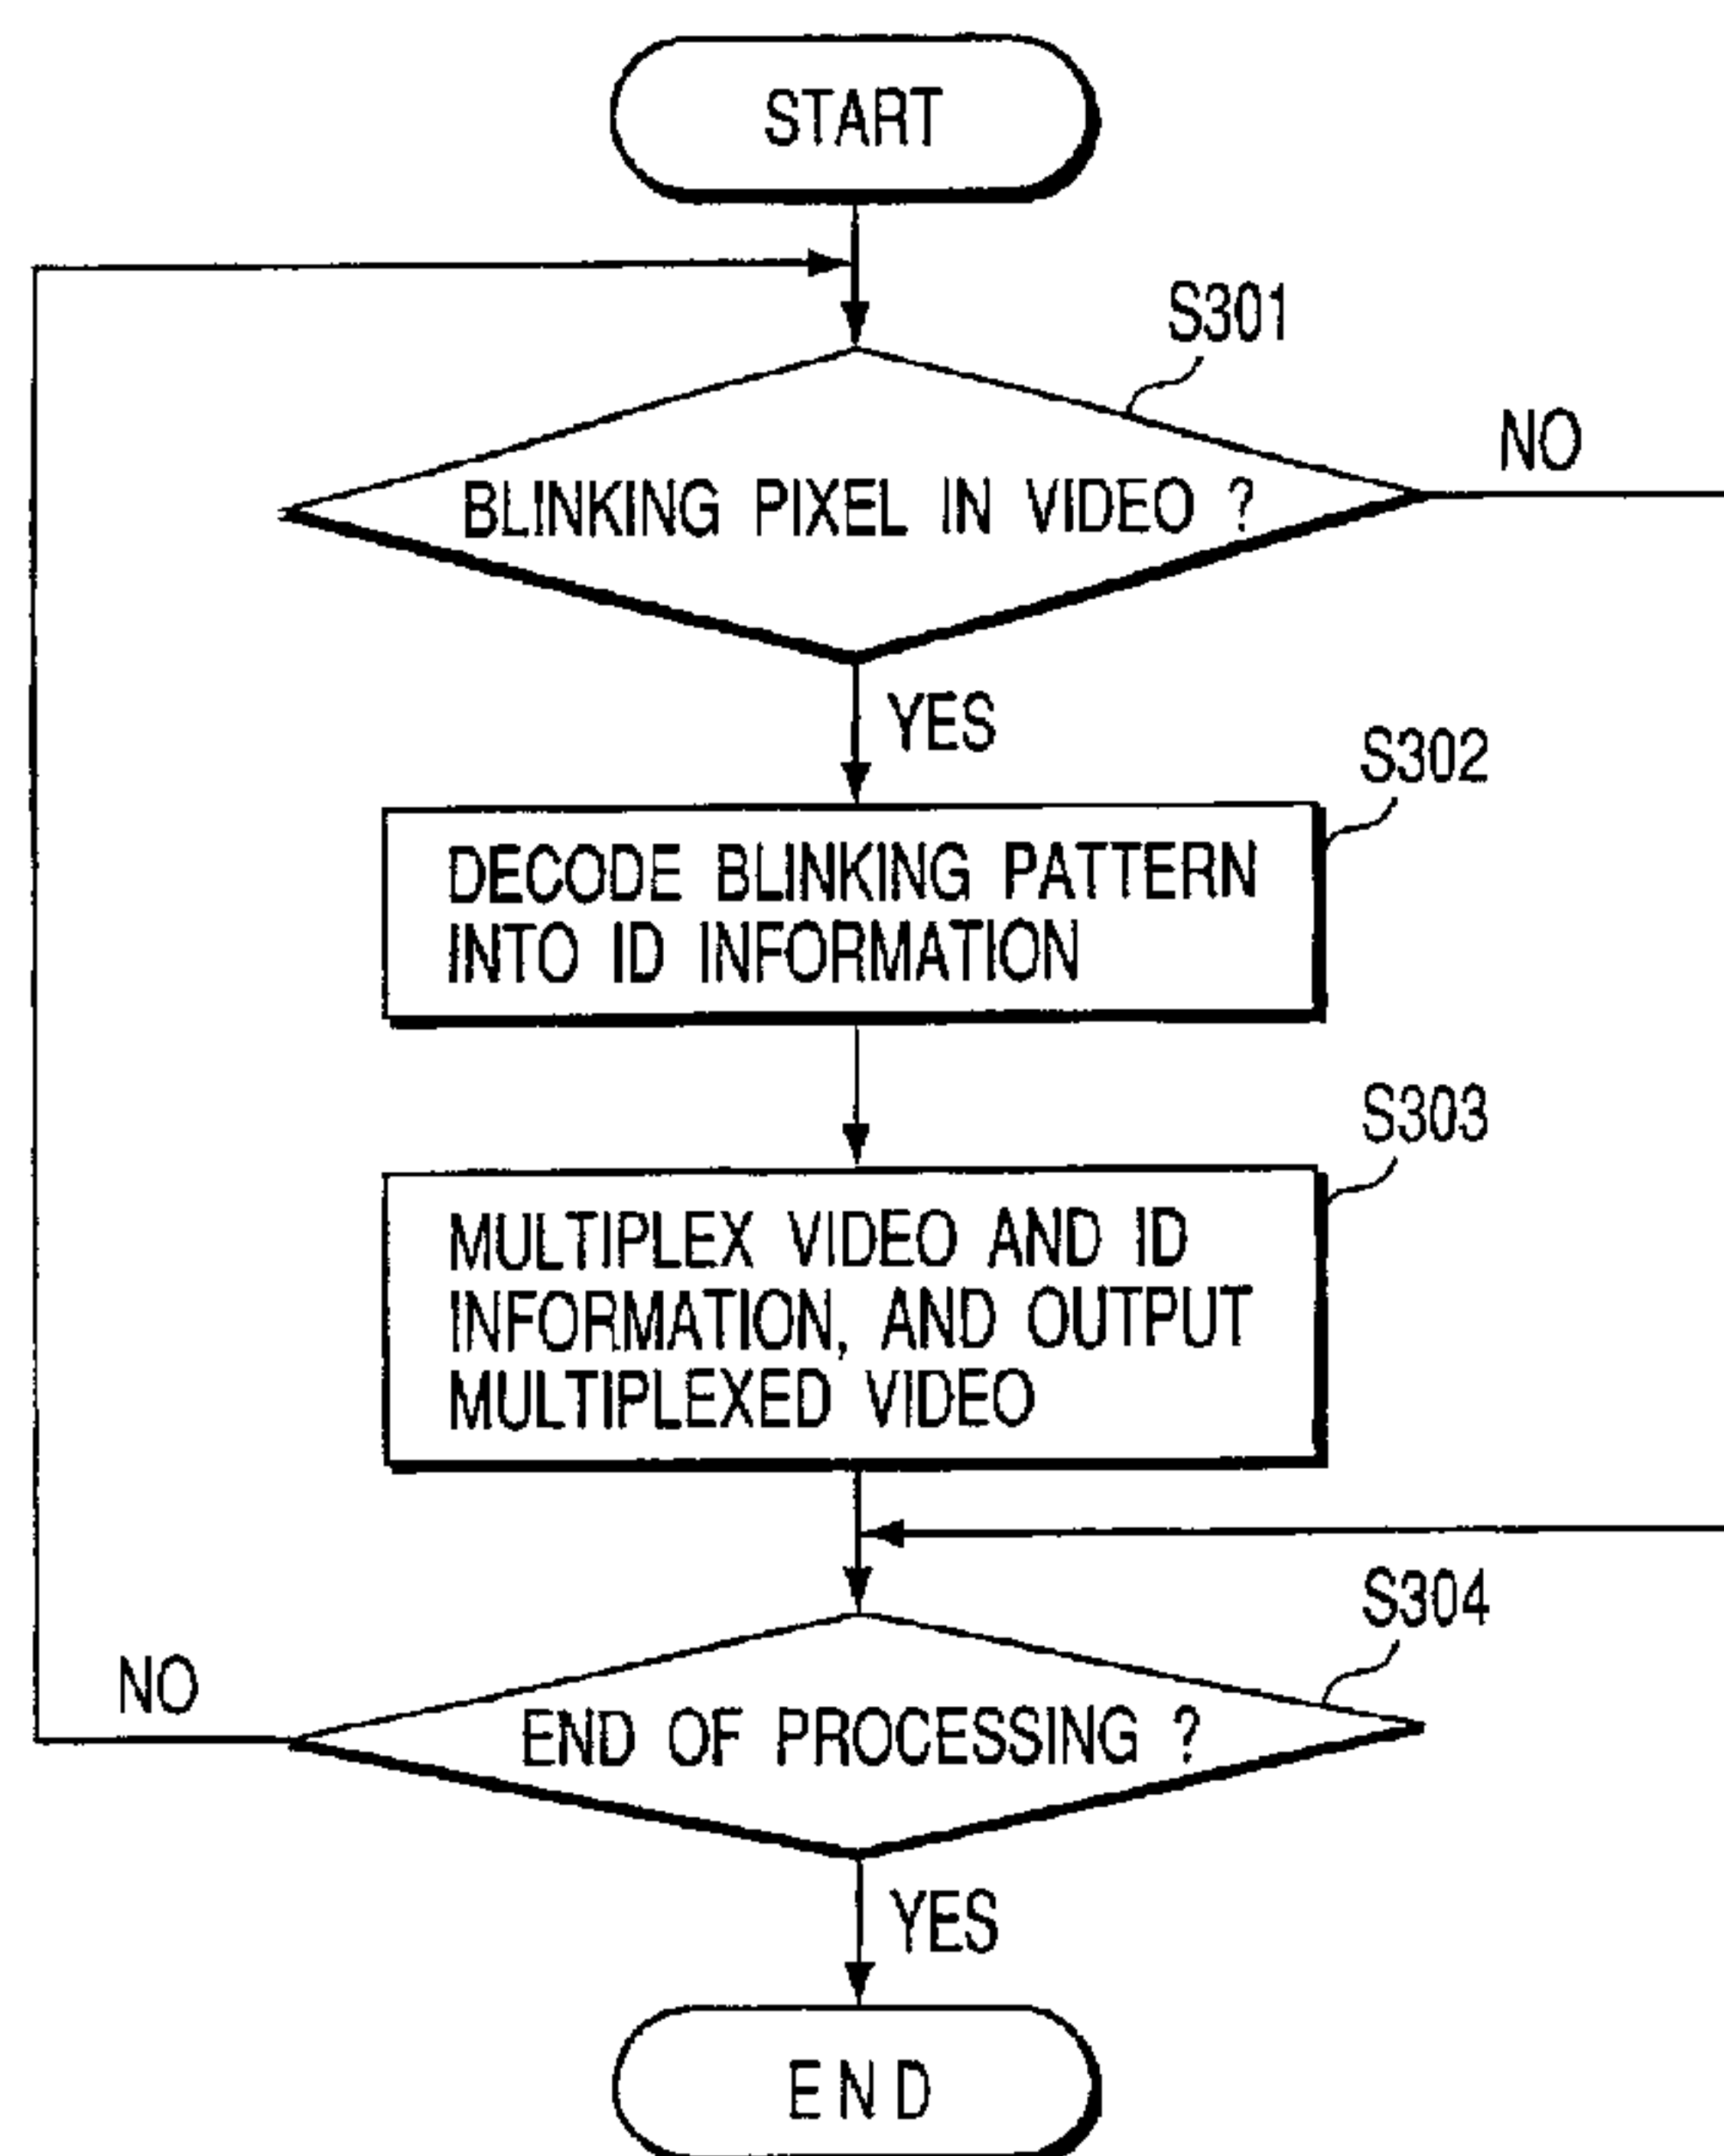 START
S301
NO
BLINKING PIXEL IN VIDEO ?
YES
S302
DECODE BLINKING PATTERN
INTO ID INFORMATION
S303
MULTIPLEX VIDEO AND ID
INFORMATION, AND OUTPUT
MULTIPLEXED VIDEO
S304
NO
END OF PROCESSING ?
YES
END